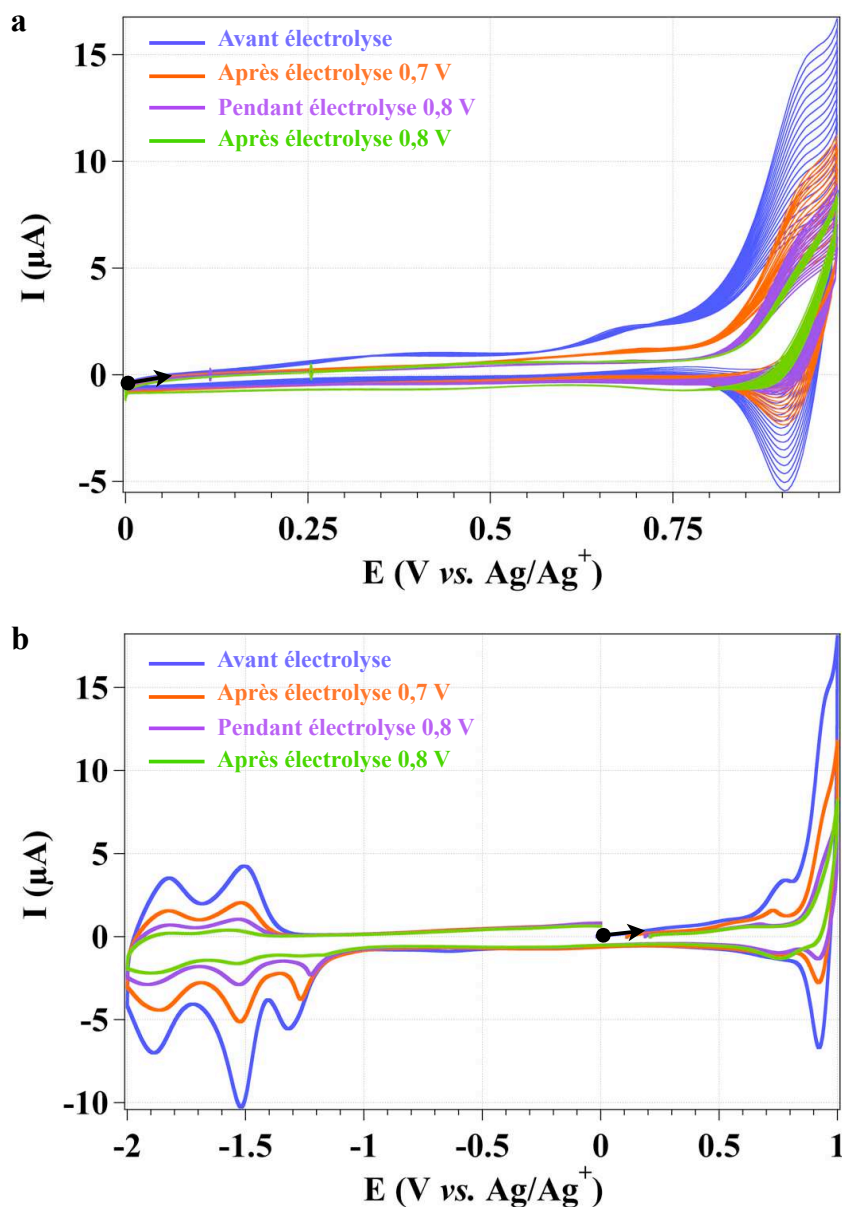 a
Avant électrolyse
Après électrolyse 0,7 V
Pendant électrolyse 0,8 V
Après électrolyse 0,8 V
15
10
5
0
-5
I (µA)
0
0.25
0.5
0.75
E (V vs. Ag/Ag⁺)
b
Avant électrolyse
Après électrolyse 0,7 V
Pendant électrolyse 0,8 V
Après électrolyse 0,8 V
15
10
5
0
-5
-10
I (µA)
-2
-1.5
-1
-0.5
0
0.5
1
E (V vs. Ag/Ag⁺)